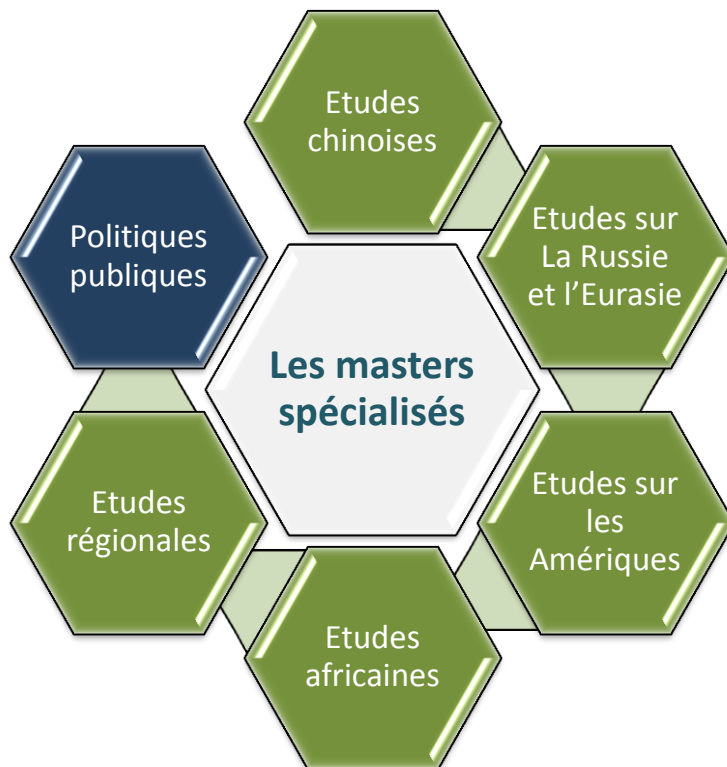 Etudes
chinoises
Etudes sur
La Russie
et l'Eurasie
Etudes sur
les
Amériques
Etudes
africaines
Etudes
régionales
Politiques
publiques
Les masters
spécialisés